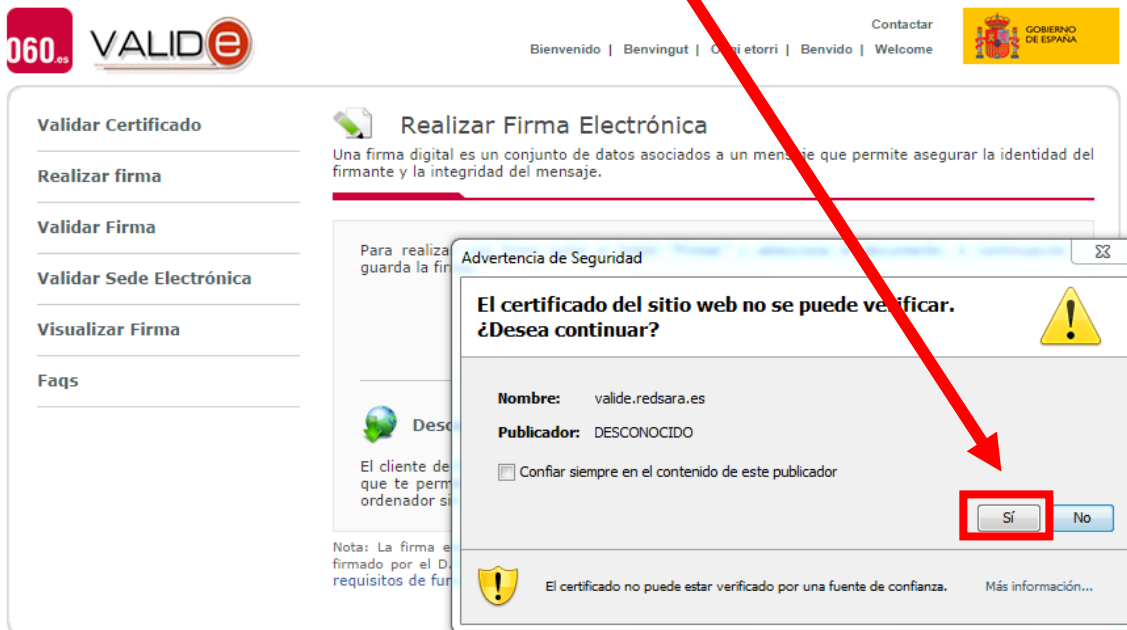 060.es
VALIDe
Contactar
Bienvenido | Benvingut | etorri | Benvido | Welcome
GOBIERNO
DE ESPAÑA
Validar Certificado
Realizar firma
Validar Firma
Validar Sede Electrónica
Visualizar Firma
Faqs
Realizar Firma Electrónica
Una firma digital es un conjunto de datos asociados a un mensaje que permite asegurar la identidad del
firmante y la integridad del mensaje.
Para realiza
guarda la fir
Desc
El cliente de
que te perm
ordenador si
Nota: La firma e
firmado por el D.
requisitos de fur
Advertencia de Seguridad
El certificado del sitio web no se puede verificar.
¿Desea continuar?
Nombre: valide.redsara.es
Publicador: DESCONOCIDO
Confiar siempre en el contenido de este publicador
Sí
No
El certificado no puede estar verificado por una fuente de confianza.
Más información...